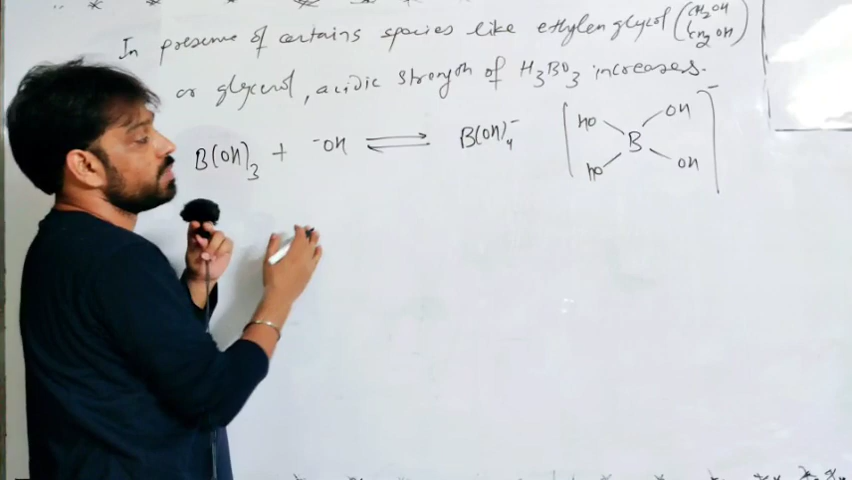 In presence of certains species like ethylen glycol (CH2OH CH2OH)
or glycerol, acidic strength of H3BO3 increases.
B(OH)3 + -OH ⇌ B(OH)4- [HO OH B HO OH]-